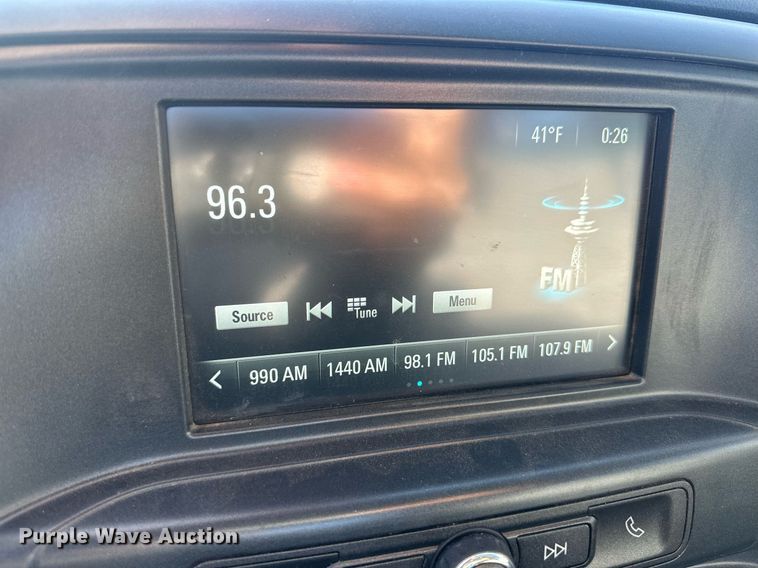 41°F 0:26
96.3
FM
Source Tune Menu
990 AM 1440 AM 98.1 FM 105.1 FM 107.9 FM
Purple Wave Auction